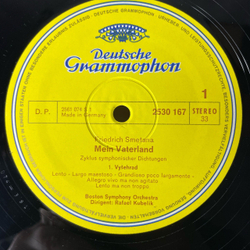 Deutsche
Grammophon
D.P.
Made in Germany
2530 167
1
STEREO
33
Friedrich Smetana
Mein Vaterland
Zyklus symphonischer Dichtungen
1. Vyšehrad
Lento - Largo maestoso - Grandioso poco largamente -
Allegro vivo ma non agitato
Lento ma non troppo
Boston Symphony Orchestra
Dirigent: Rafael Kubelik